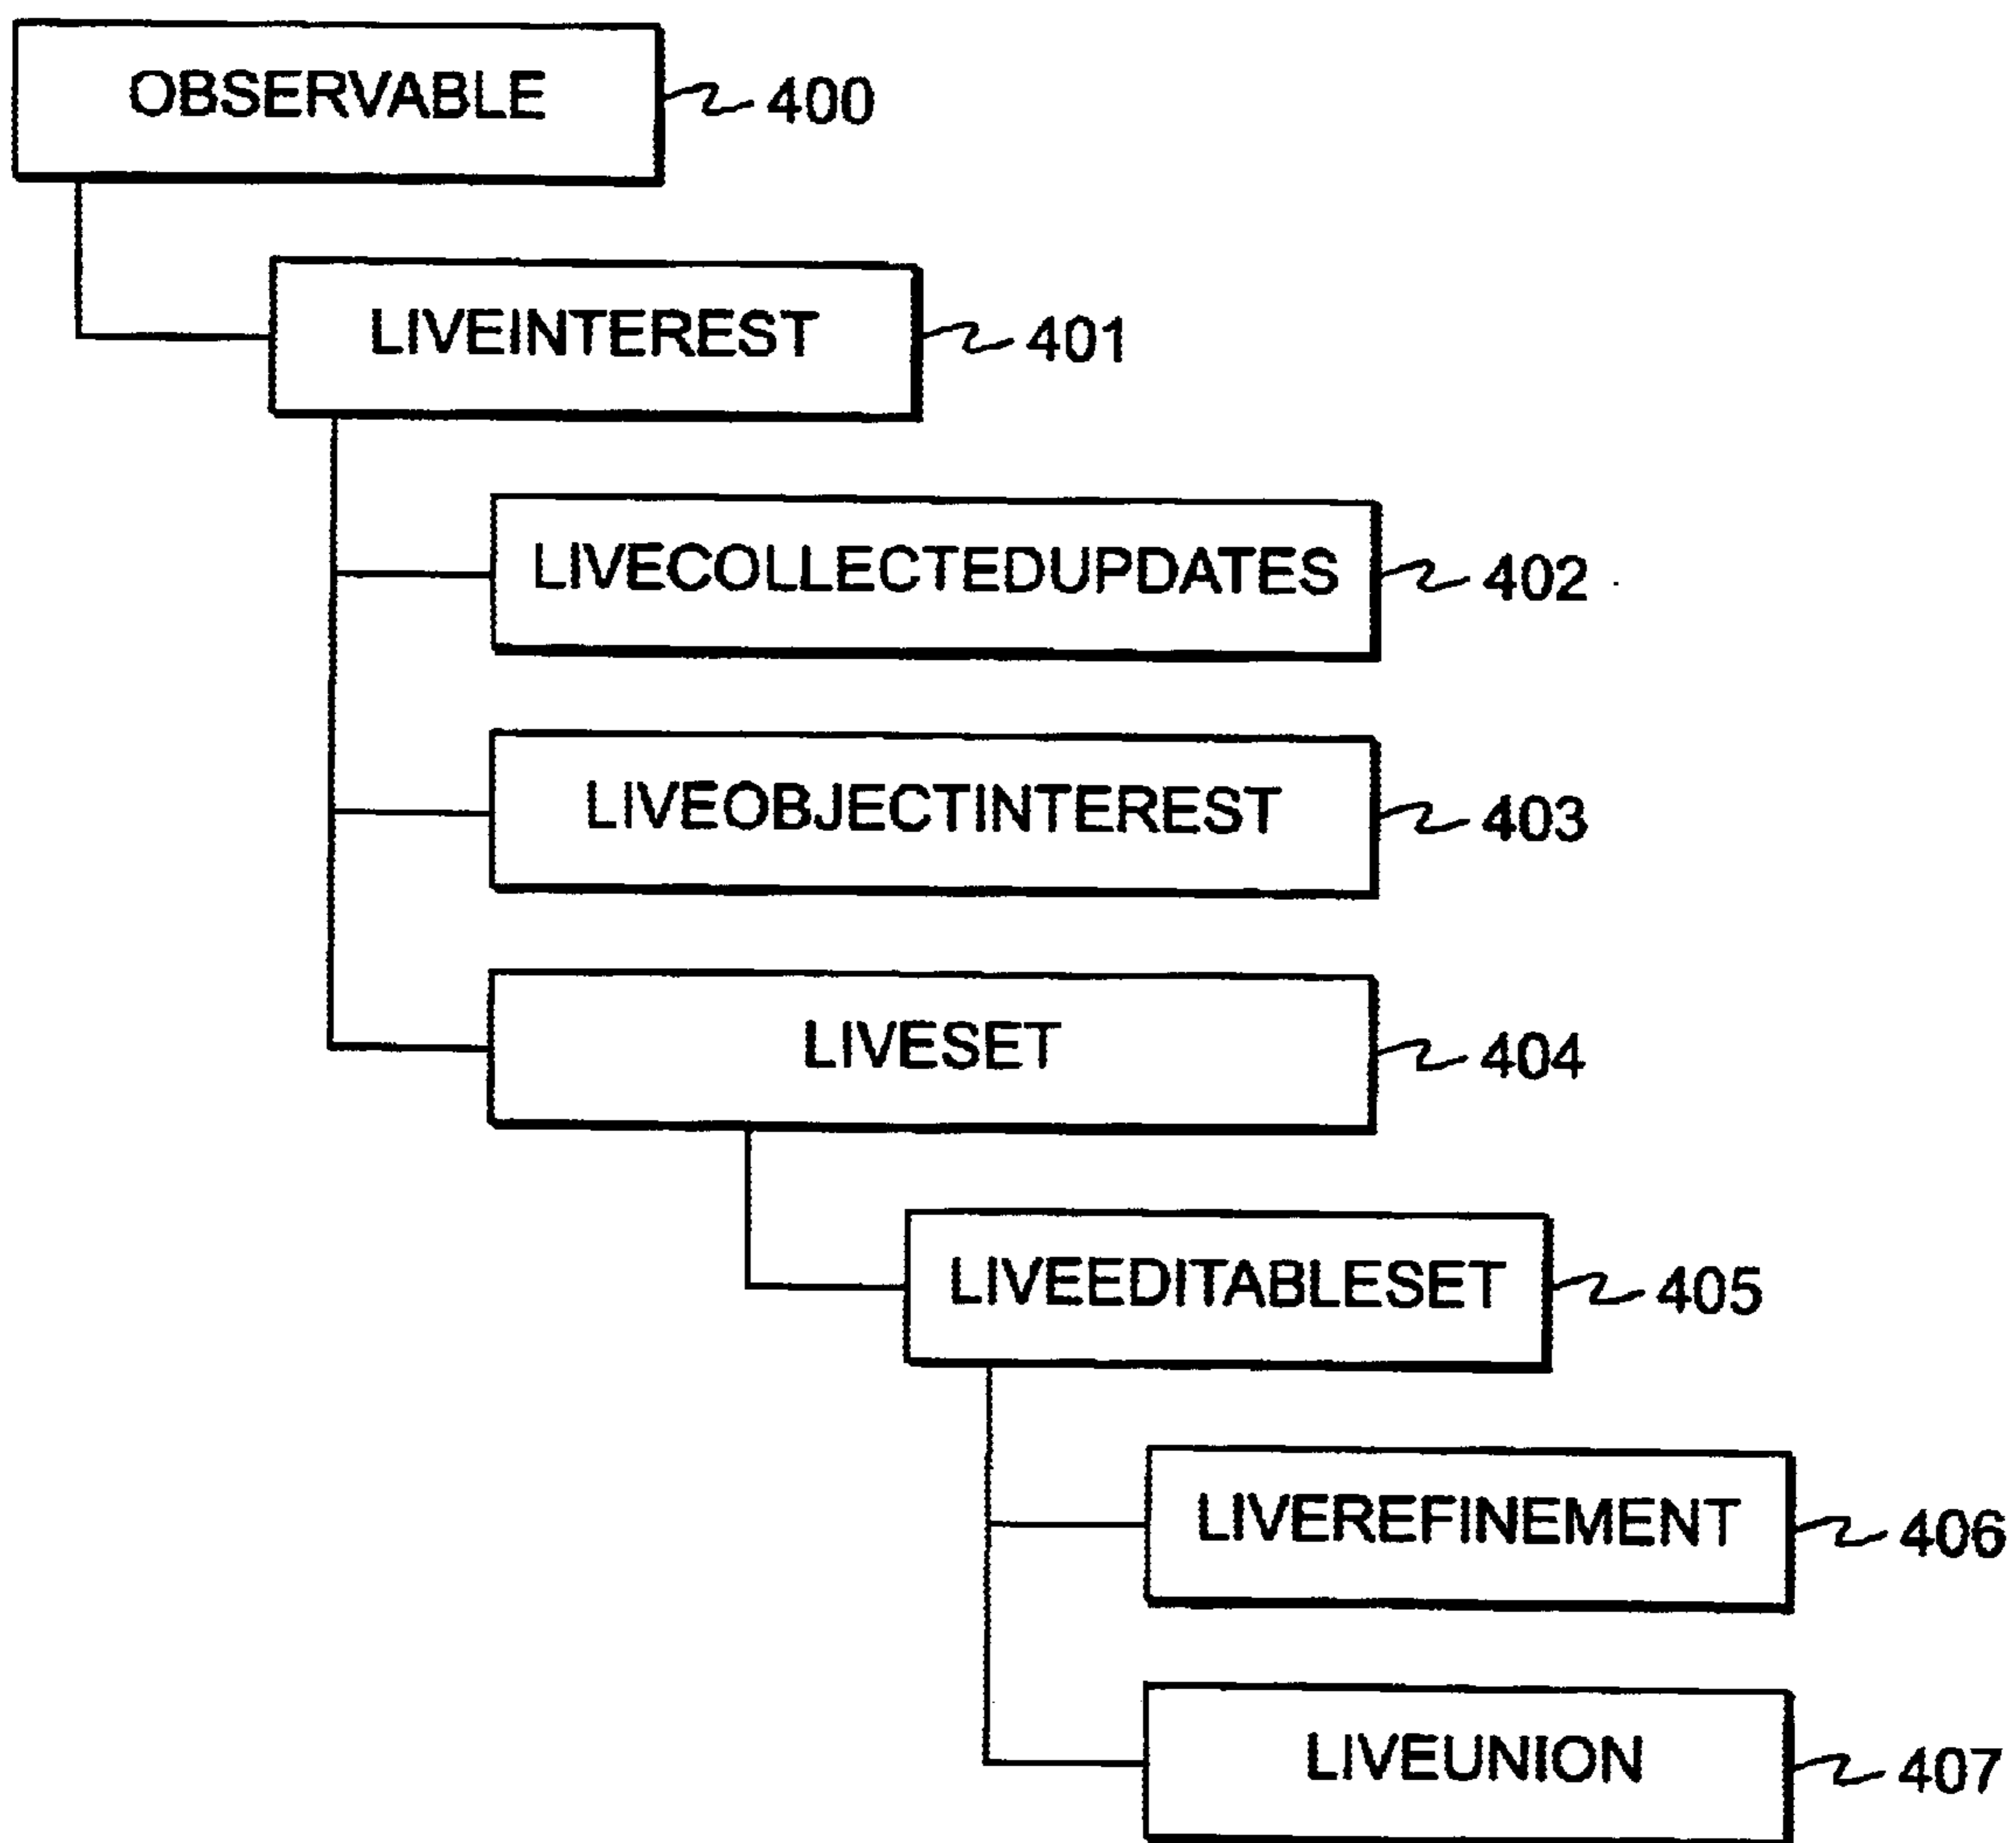 OBSERVABLE 400
LIVEINTEREST 401
LIVECOLLECTEDUPDATES 402
LIVEOBJECTINTEREST 403
LIVESET 404
LIVEEDITABLESET 405
LIVEREFINEMENT 406
LIVEUNION 407